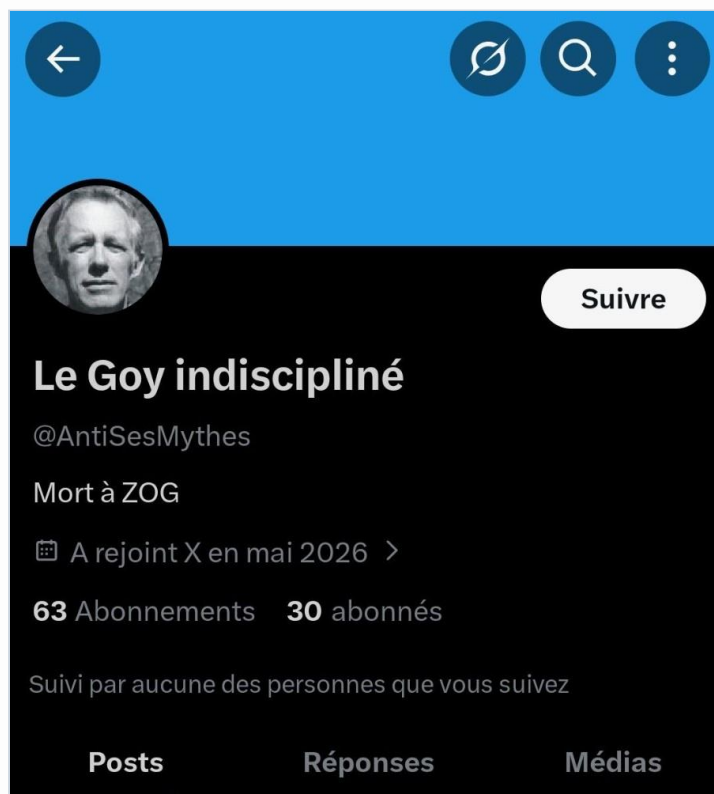 Suivre
Le Goy indiscipliné
@AntiSesMythes
Mort à ZOG
A rejoint X en mai 2026
63 Abonnements 30 abonnés
Suivi par aucune des personnes que vous suivez
Posts Réponses Médias